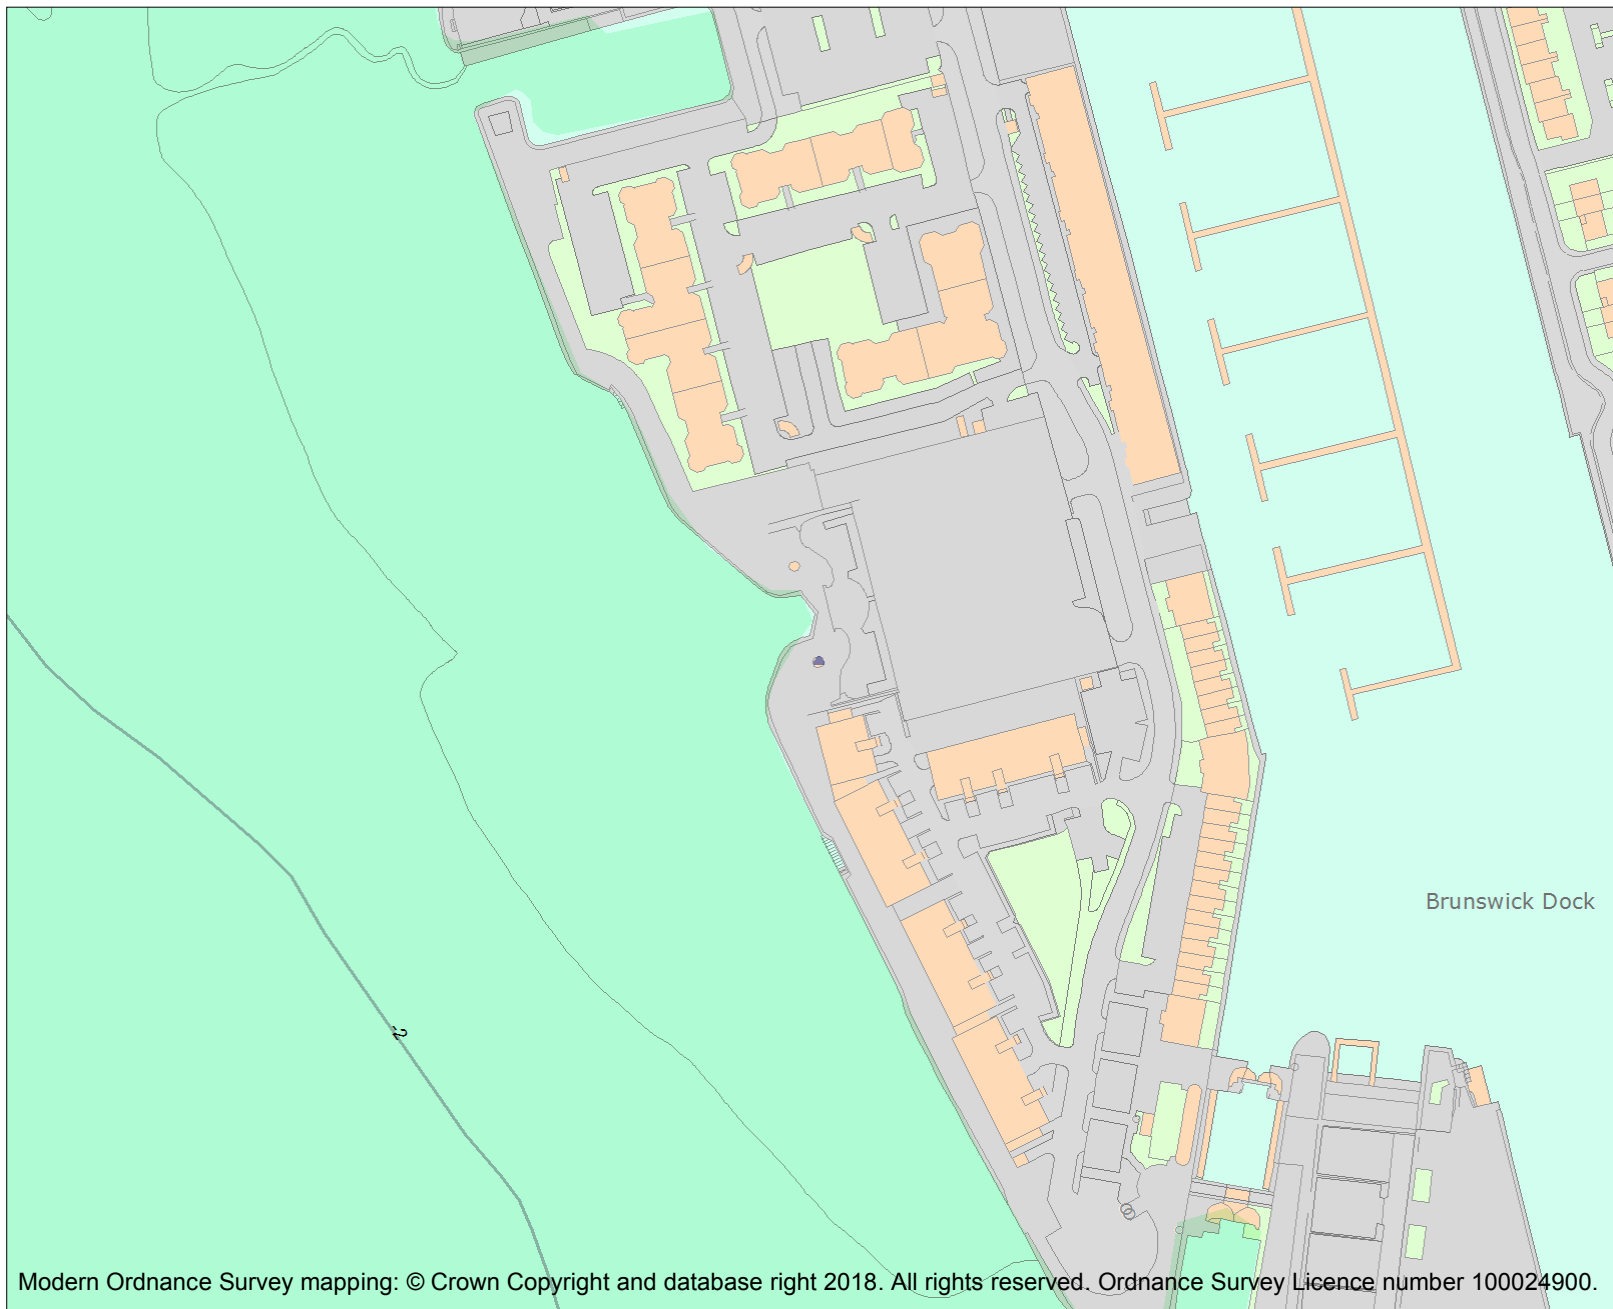 Brunswick Dock
2
Modern Ordnance Survey mapping: © Crown Copyright and database right 2018. All rights reserved. Ordnance Survey Licence number 100024900.